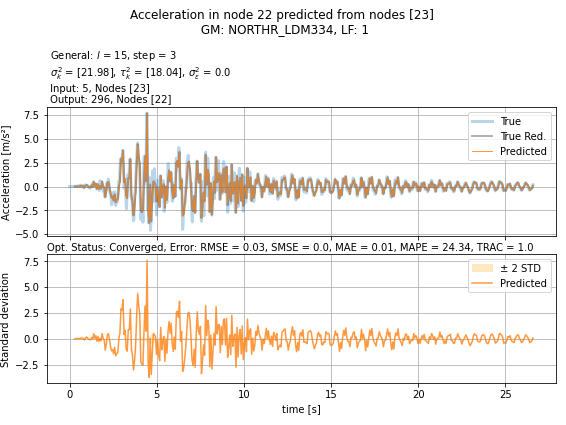 Acceleration in node 22 predicted from nodes [23]
GM: NORTHR_LDM334, LF: 1
General: l = 15, step = 3
σ²ₖ = [21.98], τ²ₖ = [18.04], σ²ε = 0.0
Input: 5, Nodes [23]
Output: 296, Nodes [22]
Acceleration [m/s²]
7.5
5.0
2.5
0.0
−2.5
−5.0
True
True Red.
Predicted
Opt. Status: Converged, Error: RMSE = 0.03, SMSE = 0.0, MAE = 0.01, MAPE = 24.34, TRAC = 1.0
Standard deviation
7.5
5.0
2.5
0.0
−2.5
± 2 STD
Predicted
0 5 10 15 20 25
time [s]